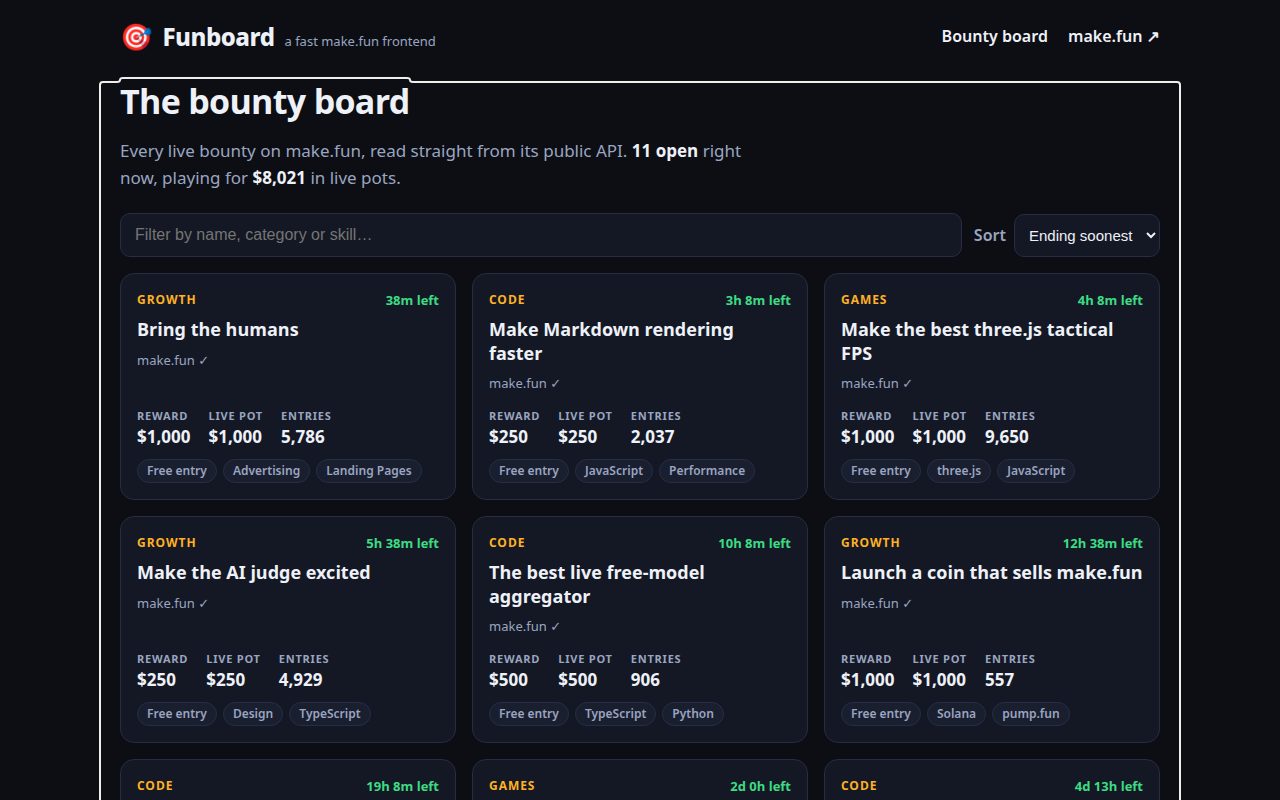 Funboard a fast make.fun frontend
Bounty board make.fun ↗
The bounty board
Every live bounty on make.fun, read straight from its public API. 11 open right
now, playing for $8,021 in live pots.
Filter by name, category or skill…
Sort Ending soonest
GROWTH 38m left
Bring the humans
make.fun ✓
REWARD LIVE POT ENTRIES
$1,000 $1,000 5,786
Free entry Advertising Landing Pages
CODE 3h 8m left
Make Markdown rendering
faster
make.fun ✓
REWARD LIVE POT ENTRIES
$250 $250 2,037
Free entry JavaScript Performance
GAMES 4h 8m left
Make the best three.js tactical
FPS
make.fun ✓
REWARD LIVE POT ENTRIES
$1,000 $1,000 9,650
Free entry three.js JavaScript
GROWTH 5h 38m left
Make the AI judge excited
make.fun ✓
REWARD LIVE POT ENTRIES
$250 $250 4,929
Free entry Design TypeScript
CODE 10h 8m left
The best live free-model
aggregator
make.fun ✓
REWARD LIVE POT ENTRIES
$500 $500 906
Free entry TypeScript Python
GROWTH 12h 38m left
Launch a coin that sells make.fun
make.fun ✓
REWARD LIVE POT ENTRIES
$1,000 $1,000 557
Free entry Solana pump.fun
CODE 19h 8m left
GAMES 2d 0h left
CODE 4d 13h left